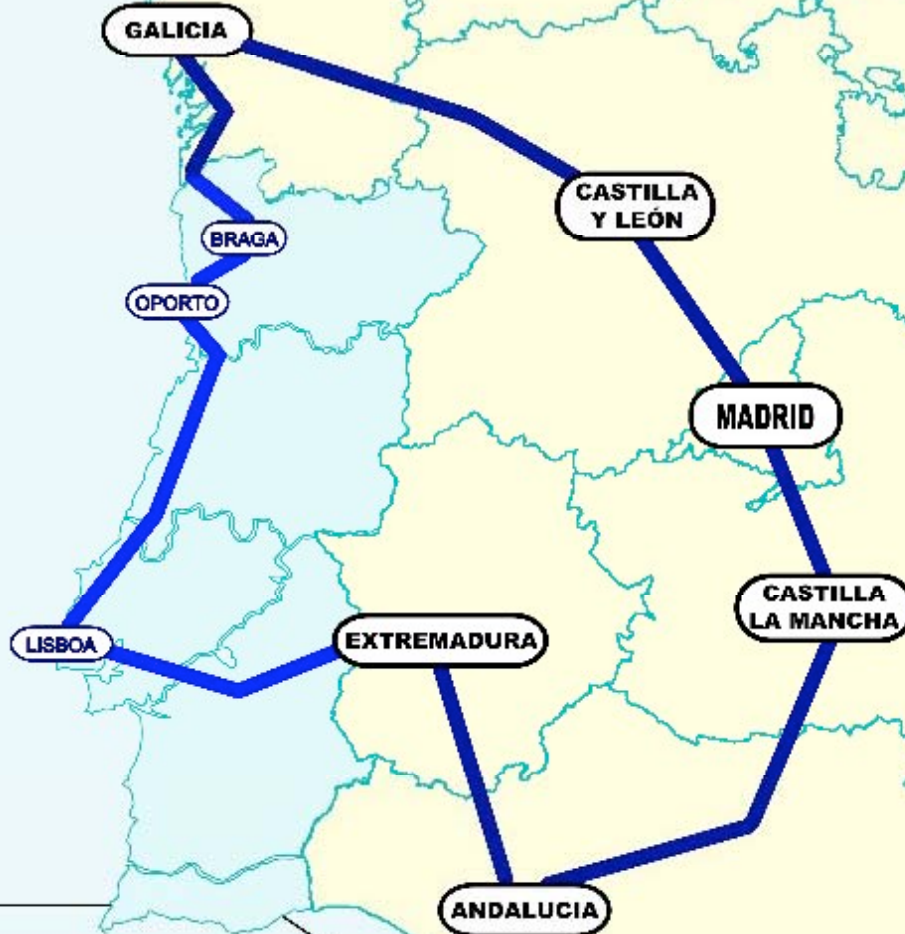 GALICIA
CASTILLA
Y LEÓN
BRAGA
OPORTO
MADRID
CASTILLA
LA MANCHA
LISBOA
EXTREMADURA
ANDALUCIA